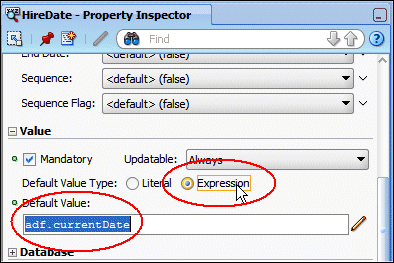 HireDate - Property Inspector
Find
End Date: <default> (false)
Sequence: <default> (false)
Sequence Flag: <default> (false)
Value
Mandatory Updatable: Always
Default Value Type: Literal Expression
Default Value:
adf.currentDate
Database